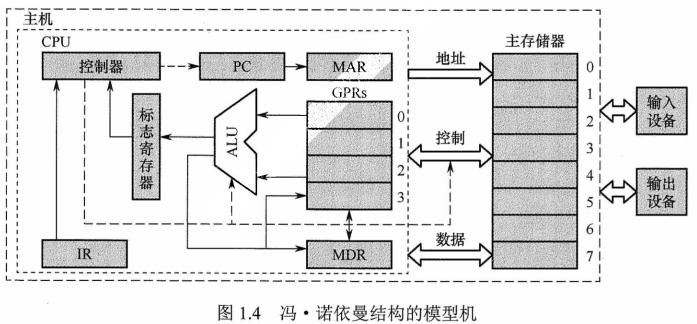 主机
CPU
控制器
PC
MAR
地址
主存储器
标志寄存器
ALU
GPRs
0
1
2
3
控制
0
1
2
3
4
5
6
7
输入
设备
输出
设备
IR
MDR
数据
图 1.4 冯·诺依曼结构的模型机